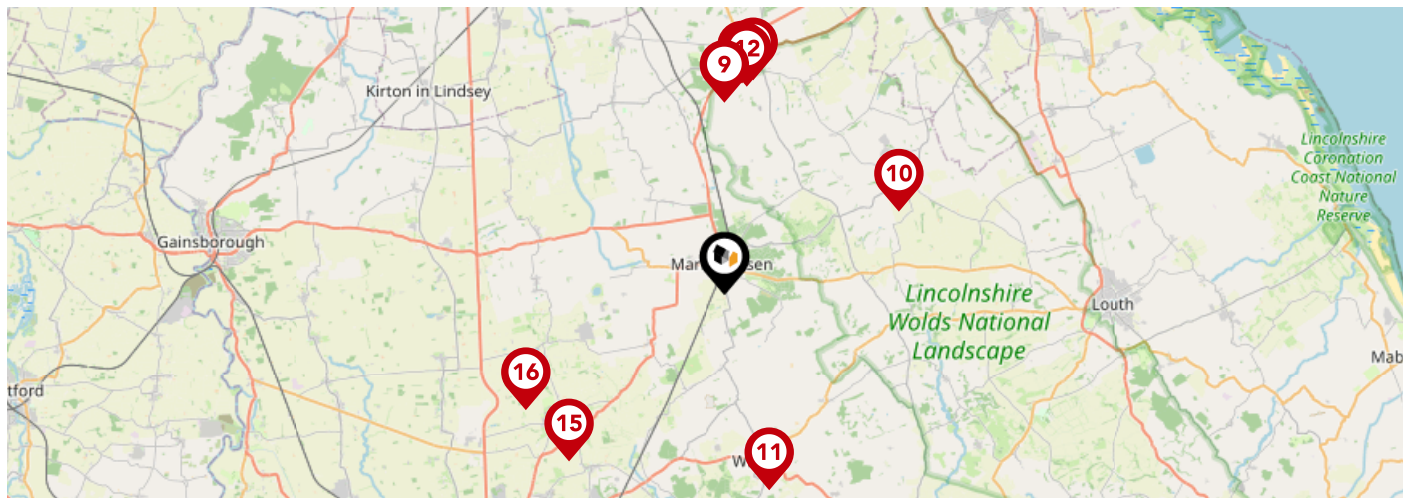 12
9
Kirton in Lindsey
Lincolnshire
Coronation
Coast National
Nature
Reserve
10
Gainsborough
Lincolnshire
Wolds National
Landscape
Louth
16
15
11